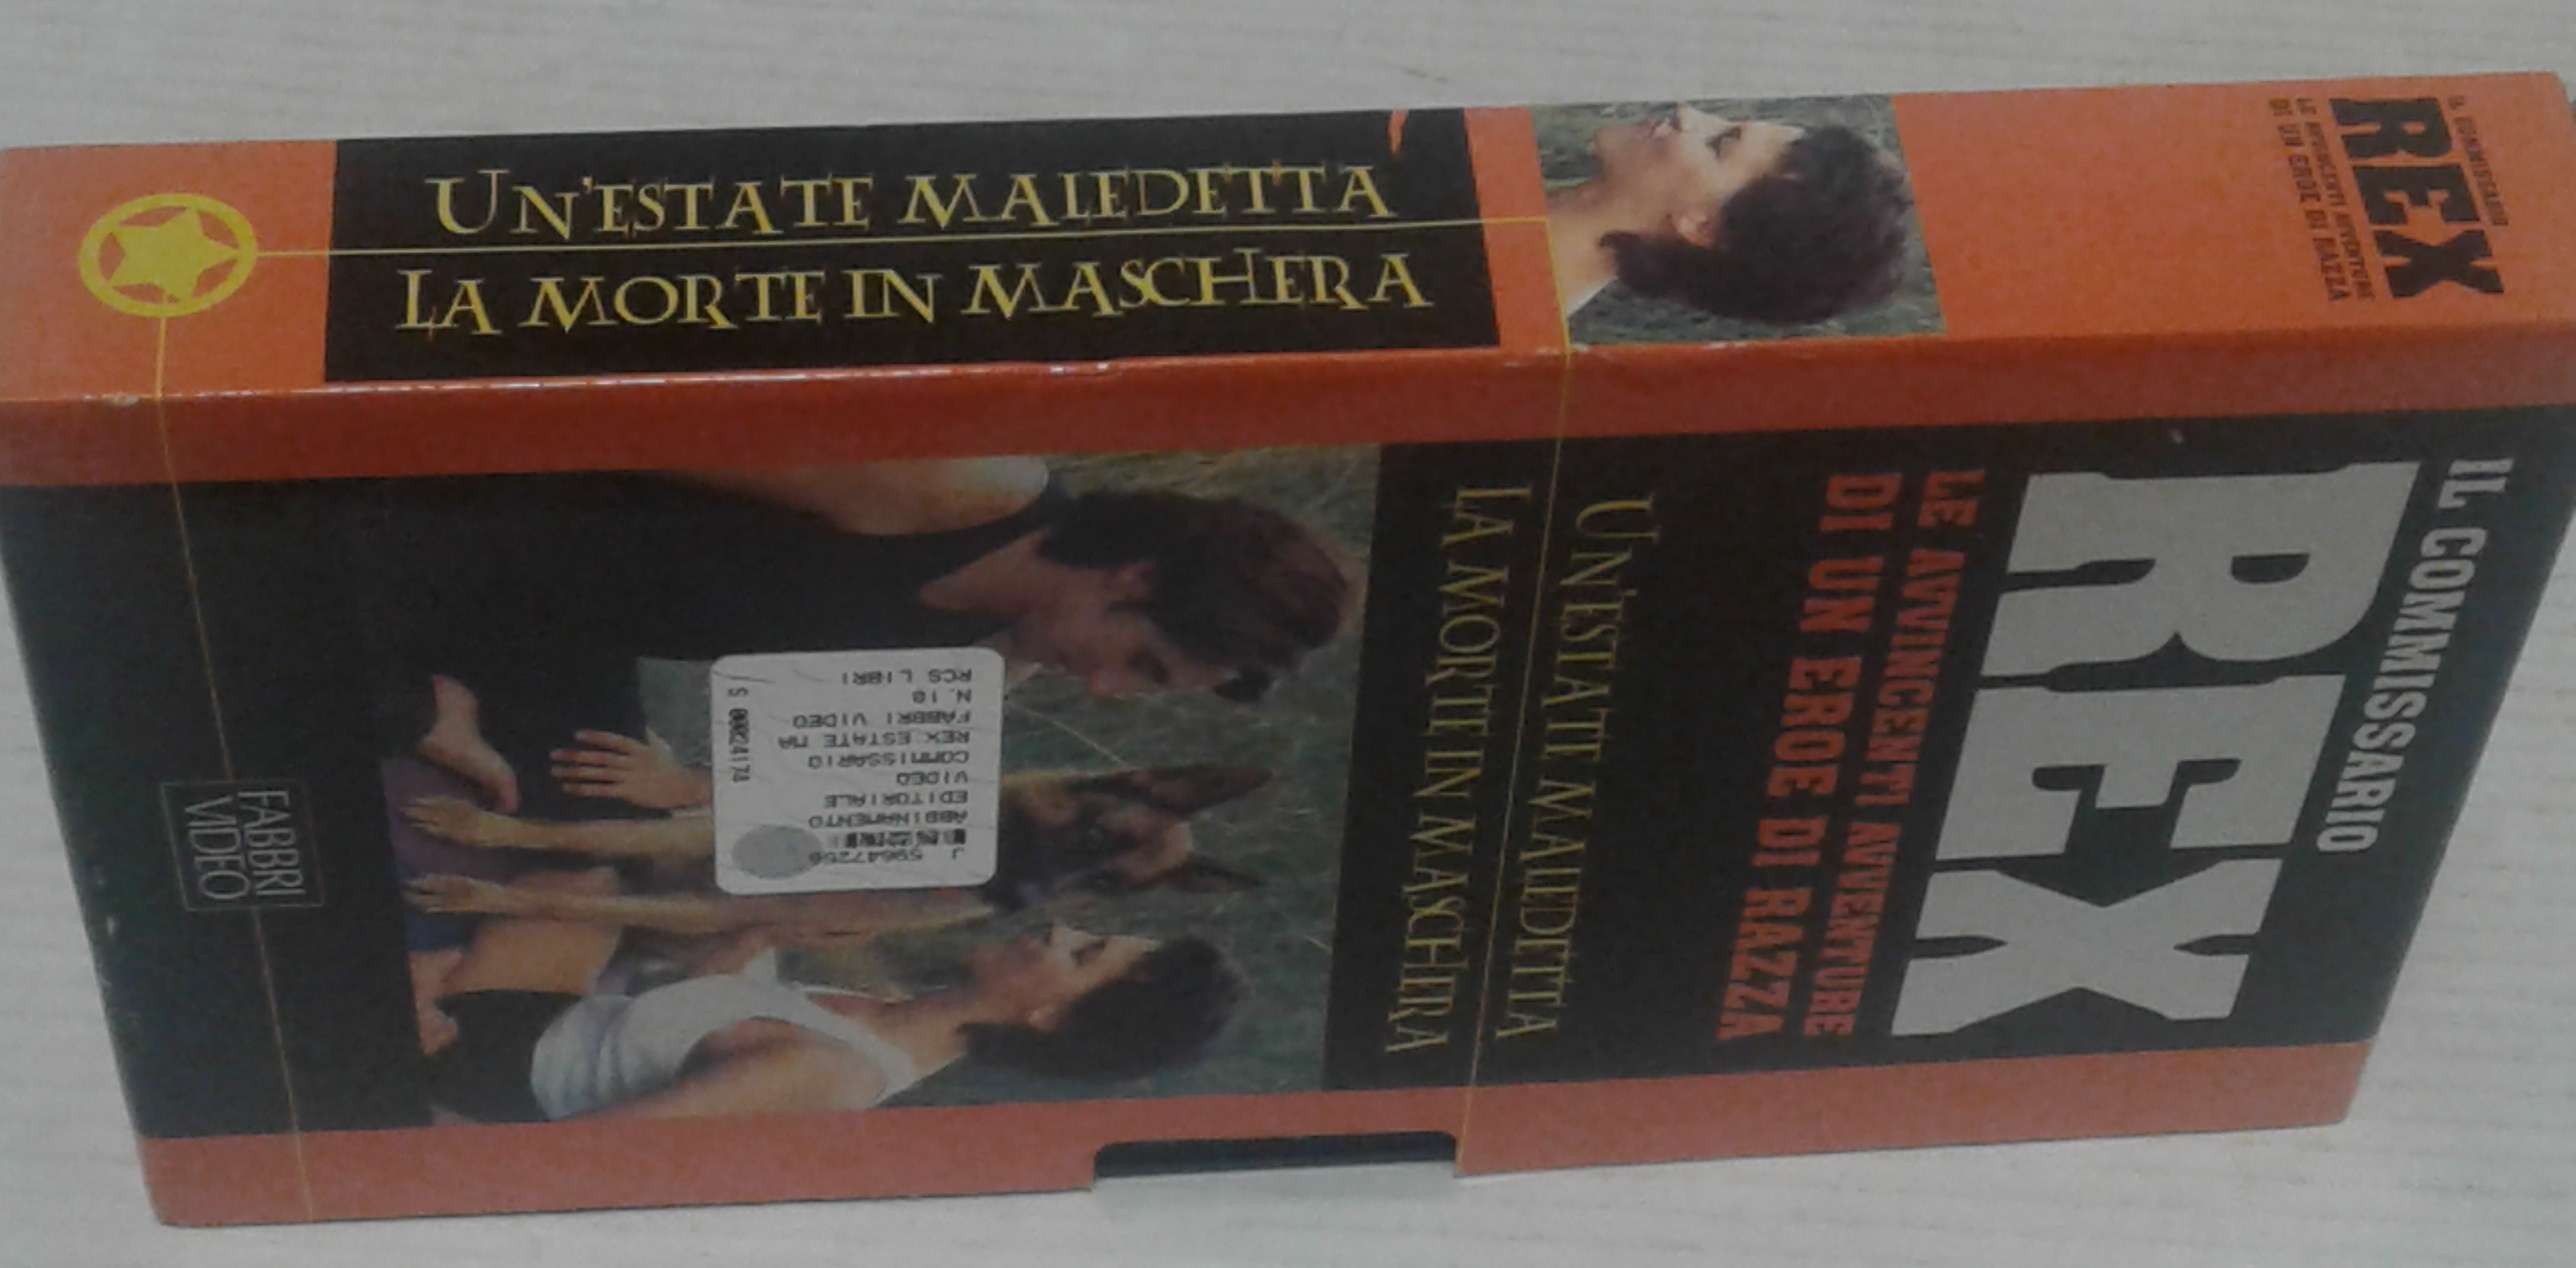 UN'ESTATE MALEDETTA
LA MORTE IN MASCHERA
IL COMMISSARIO
REX
LE AVVINCENTI AVVENTURE
DI UN EROE DI RAZZA
IL COMMISSARIO
REX
LE AVVINCENTI AVVENTURE
DI UN EROE DI RAZZA
UN'ESTATE MALEDETTA
LA MORTE IN MASCHERA
ABBINAMENTO
EDITORIALE
VIDEO
COMMISSARIO
REX:ESTATE MA
FABBRI VIDEO
N.10
RCS LIBRI
FABBRI
VIDEO